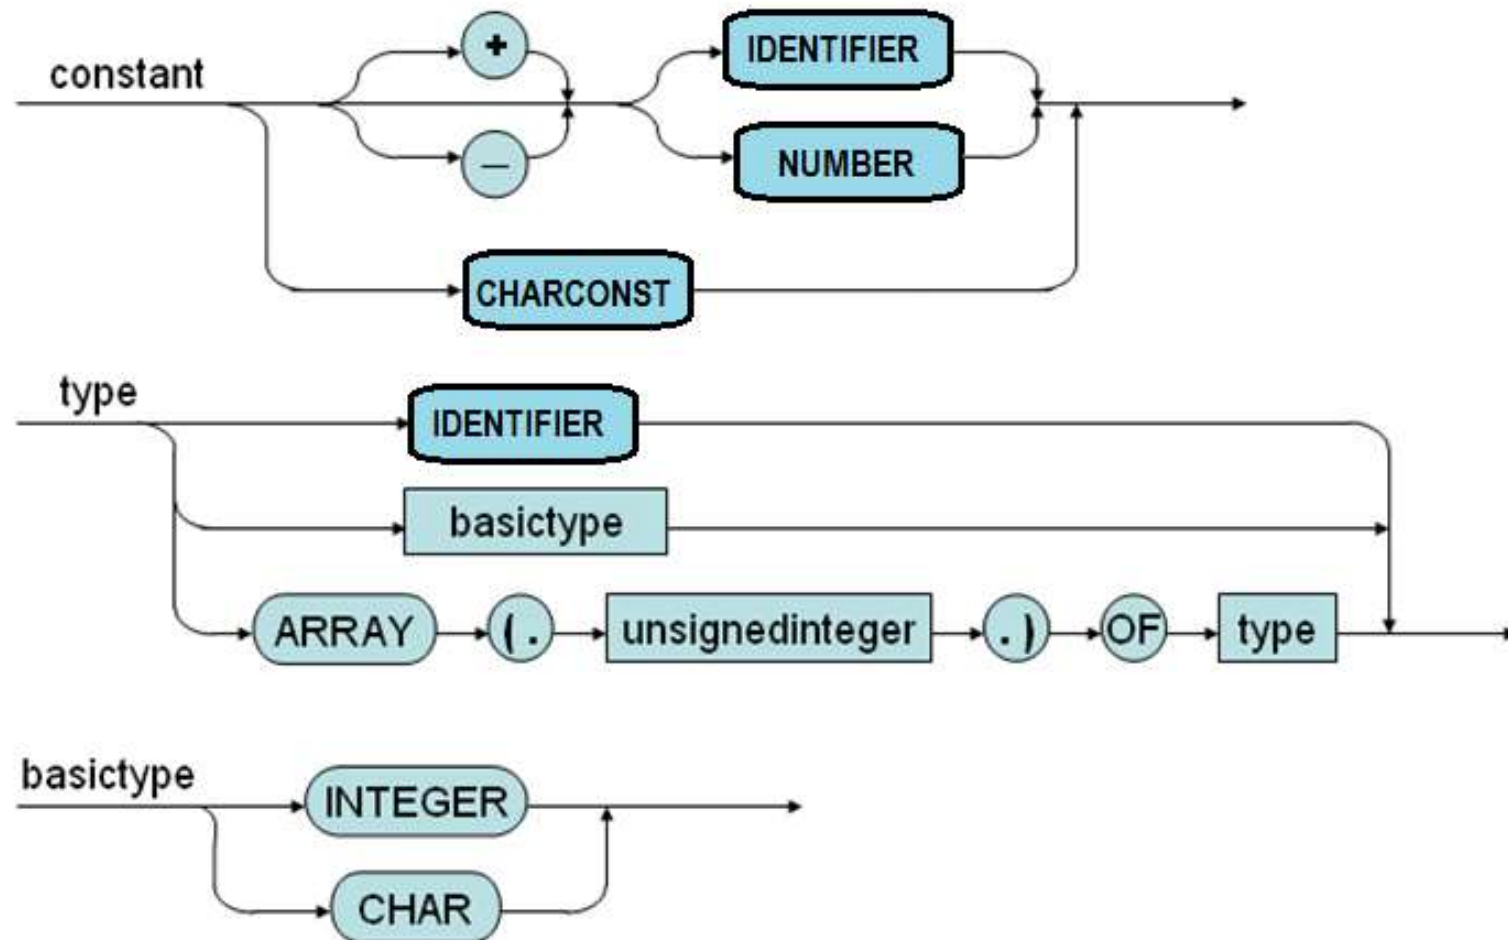 constant
+
IDENTIFIER
–
NUMBER
CHARCONST
type
IDENTIFIER
basictype
ARRAY (. unsignedinteger .) OF type
basictype
INTEGER
CHAR